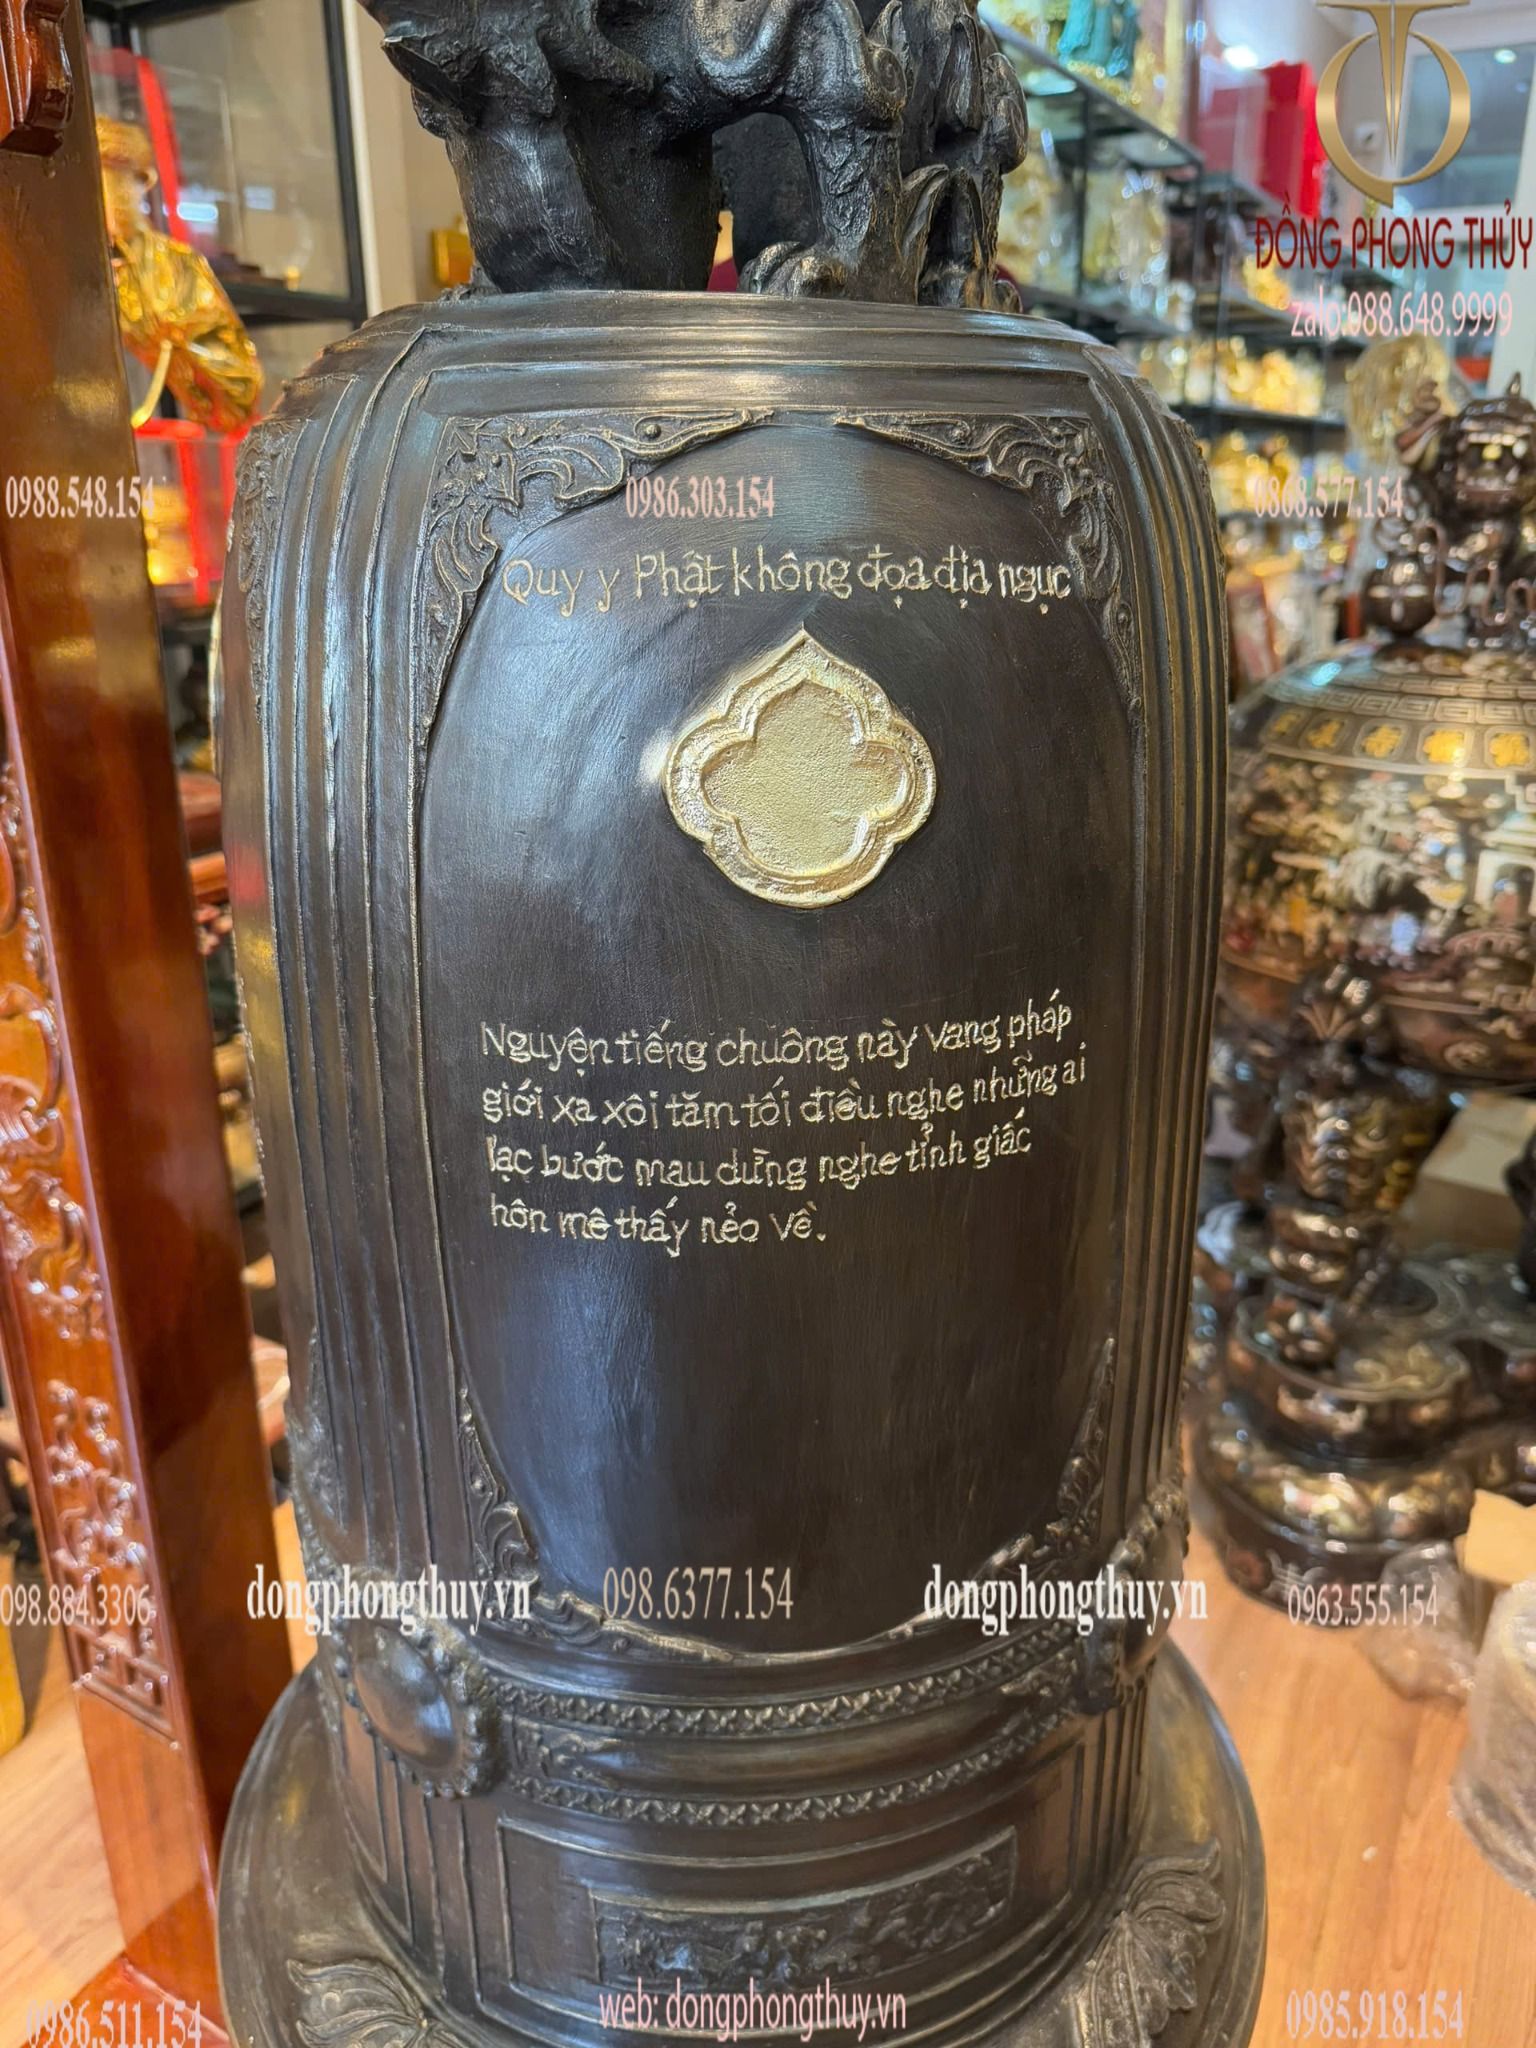 ĐỒNG PHONG THỦY
zalo:088.648.9999
0988.548.154
0986.303.154
0868.577.154
Quy y Phật không đọa địa ngục
Nguyện tiếng chuông này vang pháp
giới xa xôi tăm tối điều nghe những ai
lạc bước mau dừng nghe tỉnh giấc
hôn mê thấy nẻo về.
098.884.3306
dongphongthuy.vn
098.6377.154
dongphongthuy.vn
0963.555.154
0986.511.154
web: dongphongthuy.vn
0985.918.154